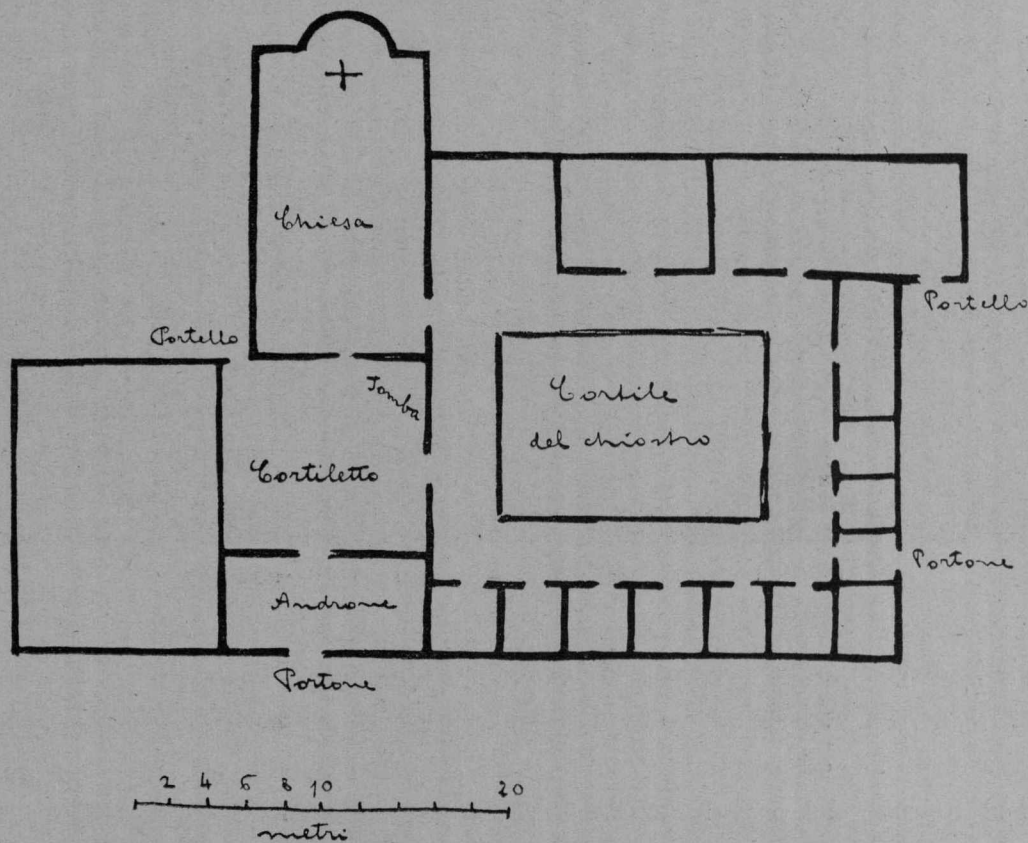 Chiesa
Portello
Portello
Tomba
Cortile
del chiostro
Cortiletto
Portone
Androne
Portone
2 4 6 8 10 20
metri